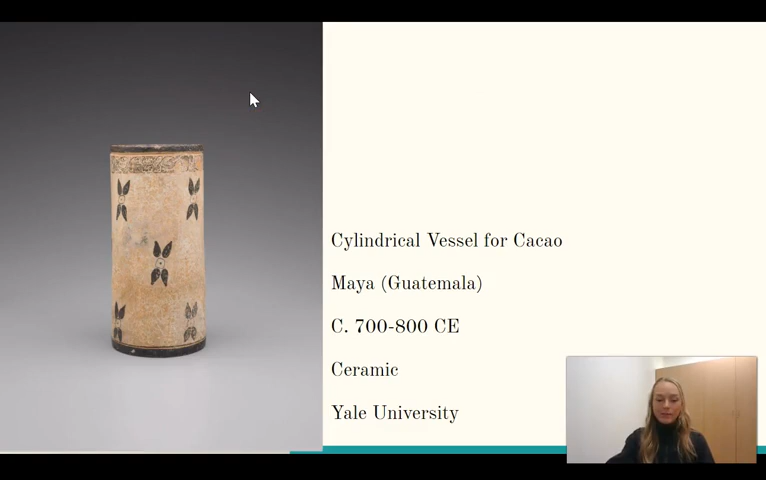 Cylindrical Vessel for Cacao
Maya (Guatemala)
C. 700-800 CE
Ceramic
Yale University